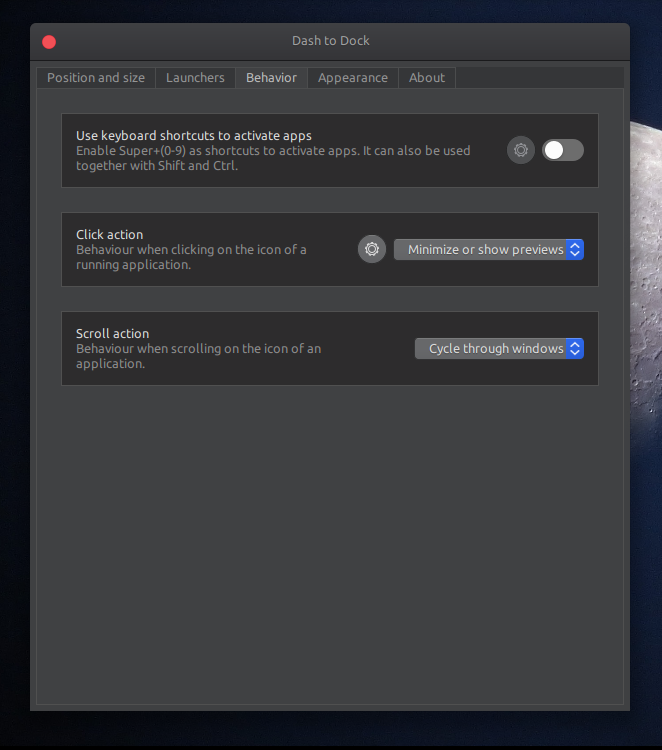 Dash to Dock
Position and size
Launchers
Behavior
Appearance
About
Use keyboard shortcuts to activate apps
Enable Super+(0-9) as shortcuts to activate apps. It can also be used
together with Shift and Ctrl.
Click action
Behaviour when clicking on the icon of a
running application.
Minimize or show previews
Scroll action
Behaviour when scrolling on the icon of an
application.
Cycle through windows